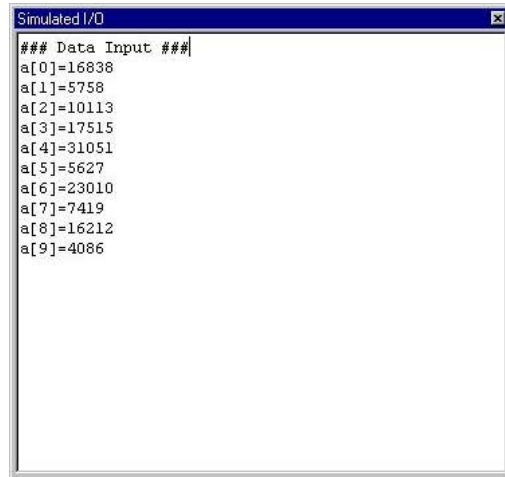 Simulated I/O
### Data Input ###
a[0]=16838
a[1]=5758
a[2]=10113
a[3]=17515
a[4]=31051
a[5]=5627
a[6]=23010
a[7]=7419
a[8]=16212
a[9]=4086